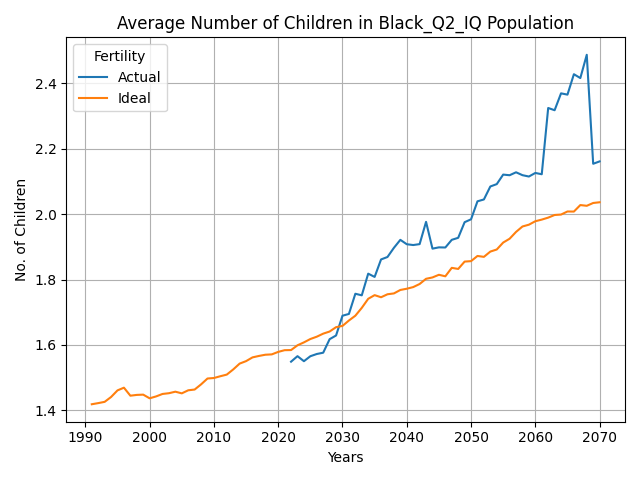 Average Number of Children in Black_Q2_IQ Population
Fertility
Actual
Ideal
No. of Children
2.4
2.2
2.0
1.8
1.6
1.4
1990 2000 2010 2020 2030 2040 2050 2060 2070
Years